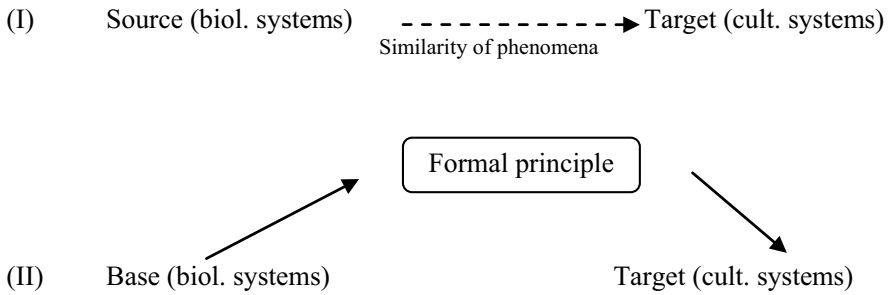 (I) Source (biol. systems) Target (cult. systems)
Similarity of phenomena
Formal principle
(II) Base (biol. systems) Target (cult. systems)